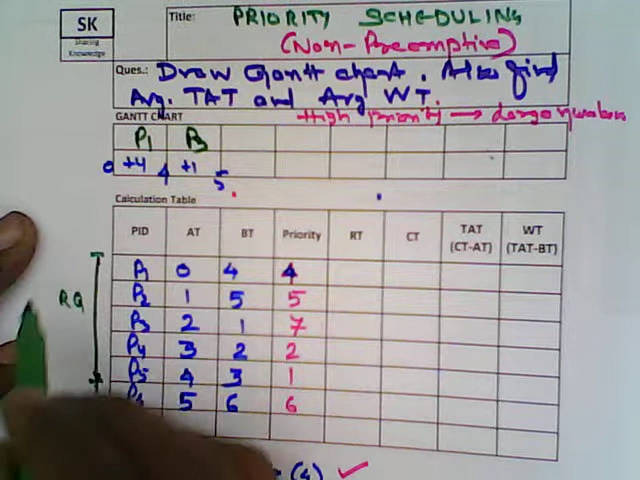 SK
Sharing
Knowledge
Title: PRIORITY SCHEDULING
(Non-Preemptive)
Ques.: Draw Gantt chart. Also find
Avg. TAT and Avg WT.
GANTT CHART
High priority → Large number
P1 P3
0 +4 4 +1 5
Calculation Table
PID AT BT Priority RT CT TAT (CT-AT) WT (TAT-BT)
P1 0 4 4
P2 1 5 5
P3 2 1 7
RQ
P4 3 2 2
P5 4 3 1
5 6 6
(4) ✓